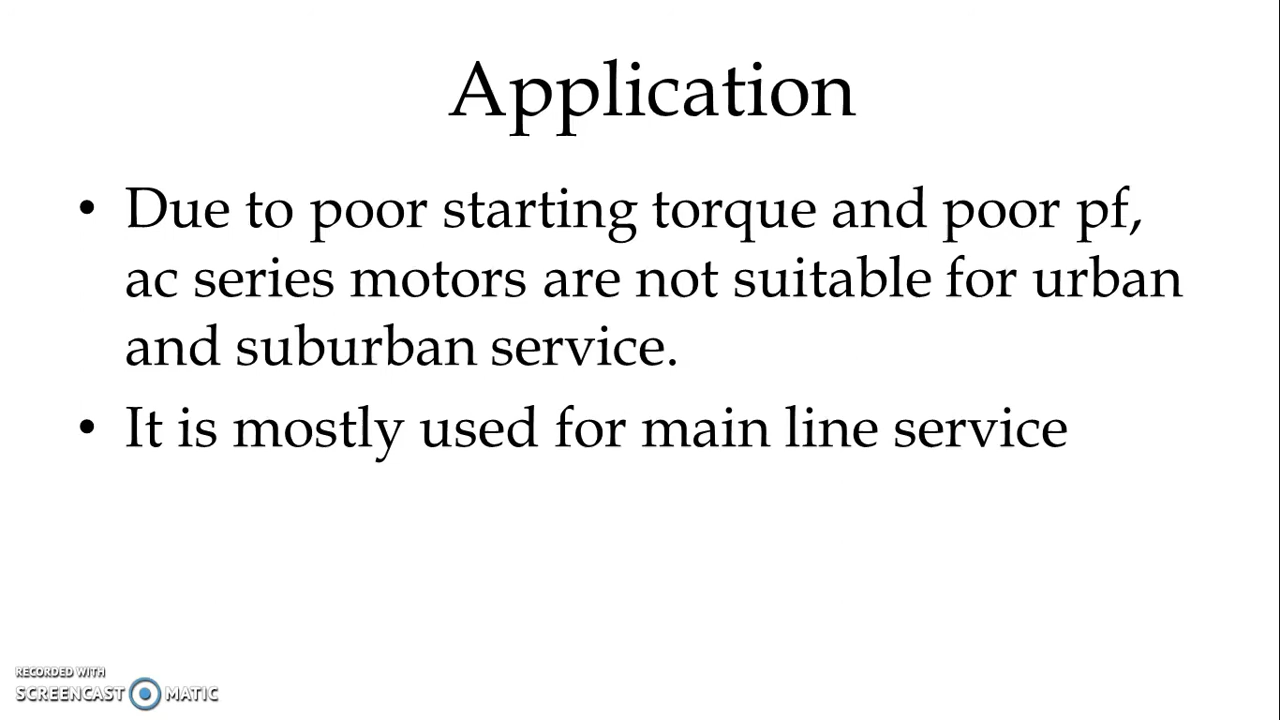 Application
• Due to poor starting torque and poor pf,
ac series motors are not suitable for urban
and suburban service.
• It is mostly used for main line service
RECORDED WITH
SCREENCAST MATIC